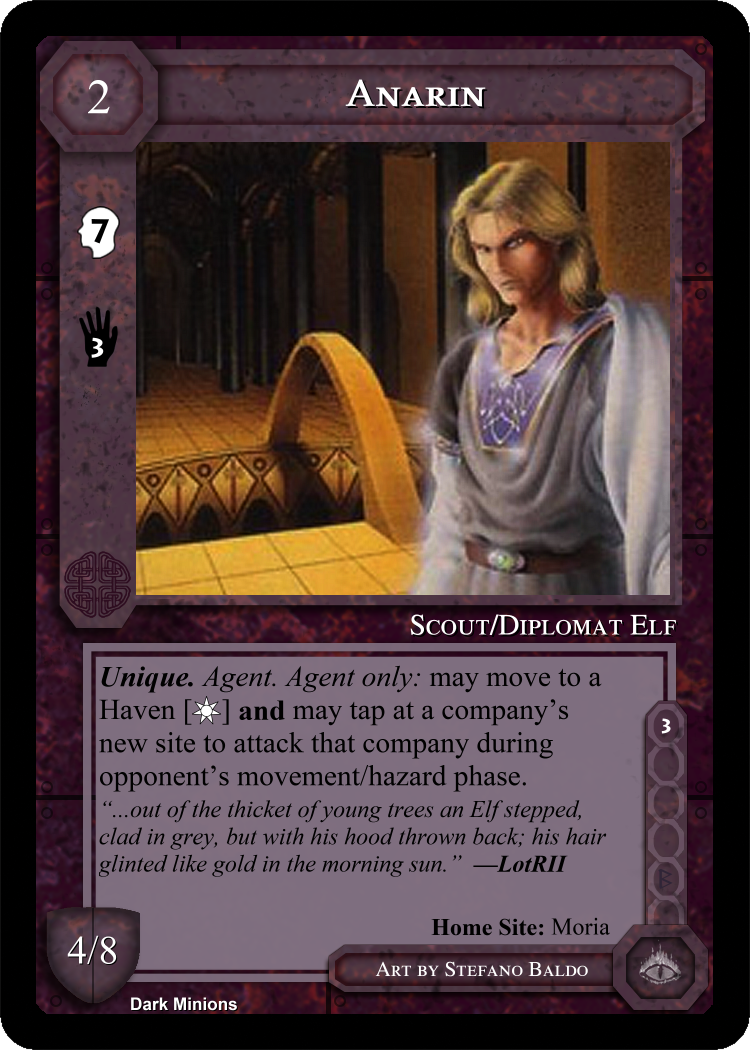 2
Anarin
7
3
Scout/Diplomat Elf
Unique. Agent. Agent only: may move to a
Haven [] and may tap at a company's
new site to attack that company during
opponent's movement/hazard phase.
3
"...out of the thicket of young trees an Elf stepped,
clad in grey, but with his hood thrown back; his hair
glinted like gold in the morning sun." —LotRII
Home Site: Moria
4/8
Art by Stefano Baldo
Dark Minions